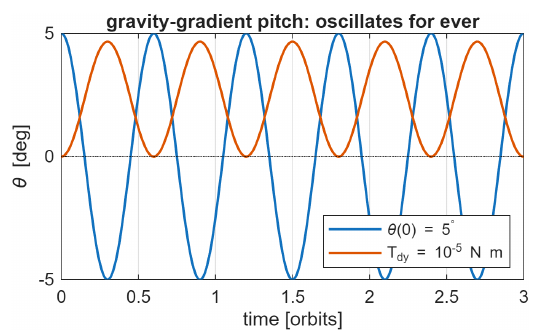 gravity-gradient pitch: oscillates for ever
5
0
-5
θ [deg]
θ(0) = 5°
T_dy = 10^-5 N m
0 0.5 1 1.5 2 2.5 3
time [orbits]